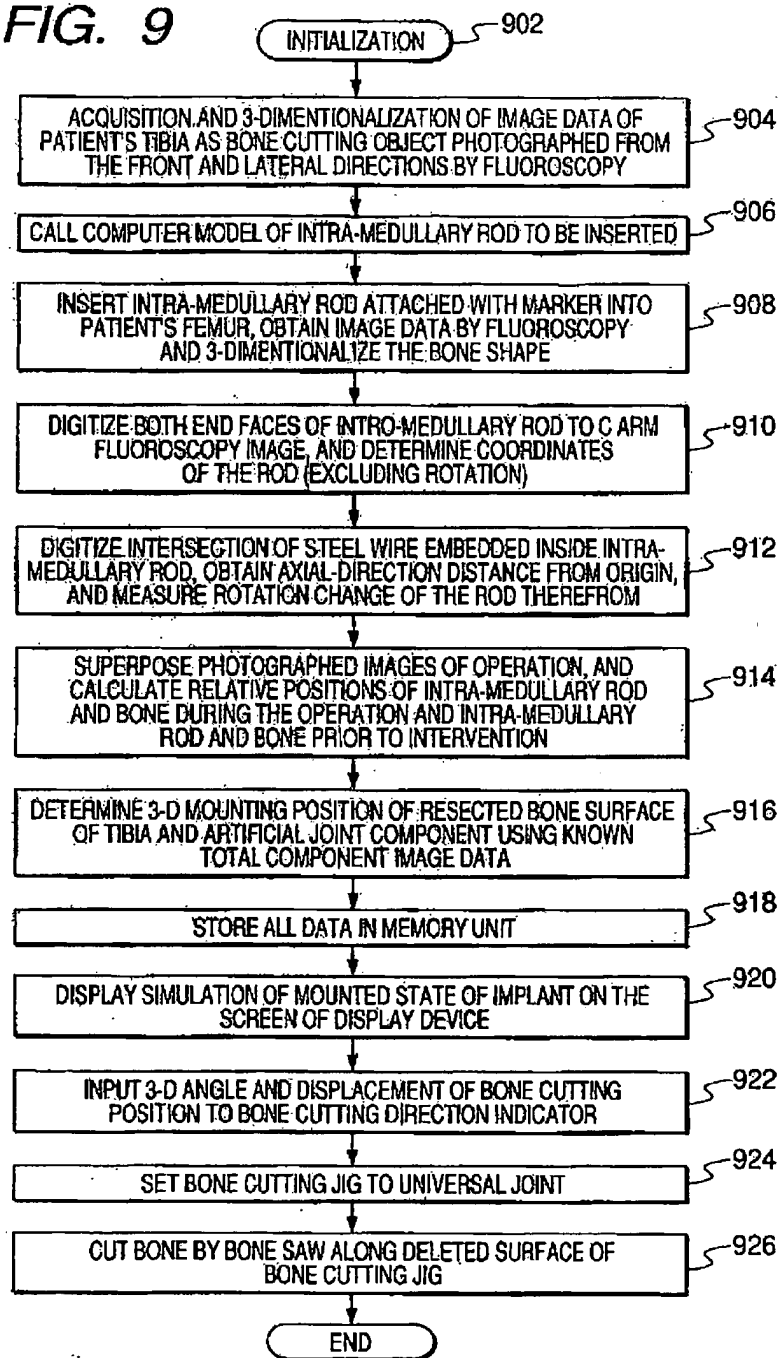 FIG. 9
INITIALIZATION
902
ACQUISITION AND 3-DIMENTIONALIZATION OF IMAGE DATA OF
PATIENT'S TIBIA AS BONE CUTTING OBJECT PHOTOGRAPHED FROM
THE FRONT AND LATERAL DIRECTIONS BY FLUOROSCOPY
904
CALL COMPUTER MODEL OF INTRA-MEDULLARY ROD TO BE INSERTED
906
INSERT INTRA-MEDULLARY ROD ATTACHED WITH MARKER INTO
PATIENT'S FEMUR, OBTAIN IMAGE DATA BY FLUOROSCOPY
AND 3-DIMENTIONALIZE THE BONE SHAPE
908
DIGITIZE BOTH END FACES OF INTRO-MEDULLARY ROD TO C ARM
FLUOROSCOPY IMAGE, AND DETERMINE COORDINATES
OF THE ROD (EXCLUDING ROTATION)
910
DIGITIZE INTERSECTION OF STEEL WIRE EMBEDDED INSIDE INTRA-
MEDULLARY ROD, OBTAIN AXIAL-DIRECTION DISTANCE FROM ORIGIN,
AND MEASURE ROTATION CHANGE OF THE ROD THEREFROM
912
SUPERPOSE PHOTOGRAPHED IMAGES OF OPERATION, AND
CALCULATE RELATIVE POSITIONS OF INTRA-MEDULLARY ROD
AND BONE DURING THE OPERATION AND INTRA-MEDULLARY
ROD AND BONE PRIOR TO INTERVENTION
914
DETERMINE 3-D MOUNTING POSITION OF RESECTED BONE SURFACE
OF TIBIA AND ARTIFICIAL JOINT COMPONENT USING KNOWN
TOTAL COMPONENT IMAGE DATA
916
STORE ALL DATA IN MEMORY UNIT
918
DISPLAY SIMULATION OF MOUNTED STATE OF IMPLANT ON THE
SCREEN OF DISPLAY DEVICE
920
INPUT 3-D ANGLE AND DISPLACEMENT OF BONE CUTTING
POSITION TO BONE CUTTING DIRECTION INDICATOR
922
SET BONE CUTTING JIG TO UNIVERSAL JOINT
924
CUT BONE BY BONE SAW ALONG DELETED SURFACE OF
BONE CUTTING JIG
926
END